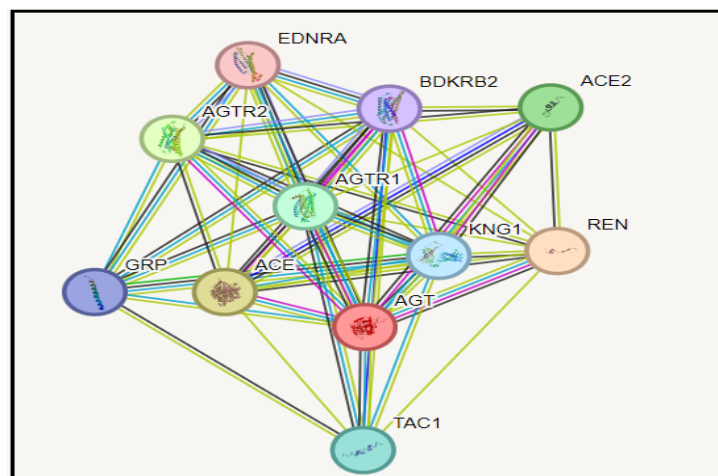 EDNRA
BDKRB2
ACE2
AGTR2
AGTR1
REN
KNG1
GRP
ACE
AGT
TAC1